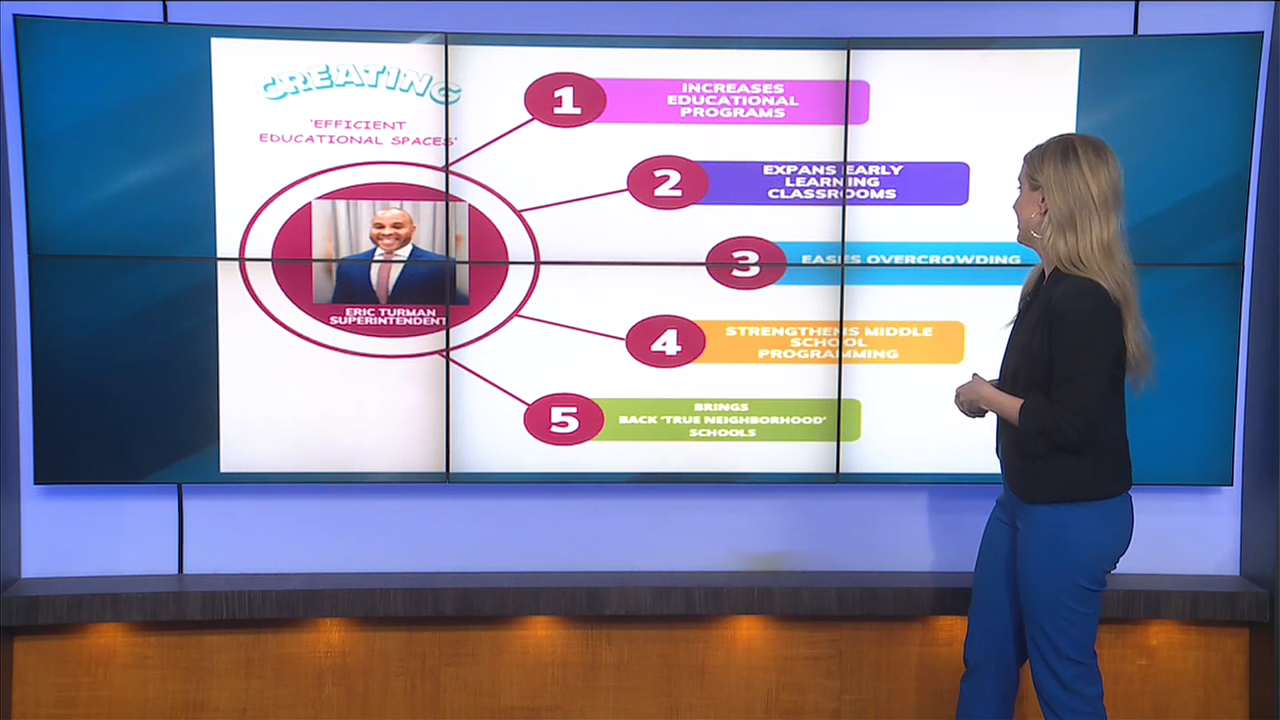 CREATING
'EFFICIENT
EDUCATIONAL SPACES'
ERIC TURMAN
SUPERINTENDENT
1
INCREASES
EDUCATIONAL
PROGRAMS
2
EXPANS EARLY
LEARNING
CLASSROOMS
3
EASES OVERCROWDING
4
STRENGTHENS MIDDLE
SCHOOL
PROGRAMMING
5
BRINGS
BACK 'TRUE NEIGHBORHOOD'
SCHOOLS